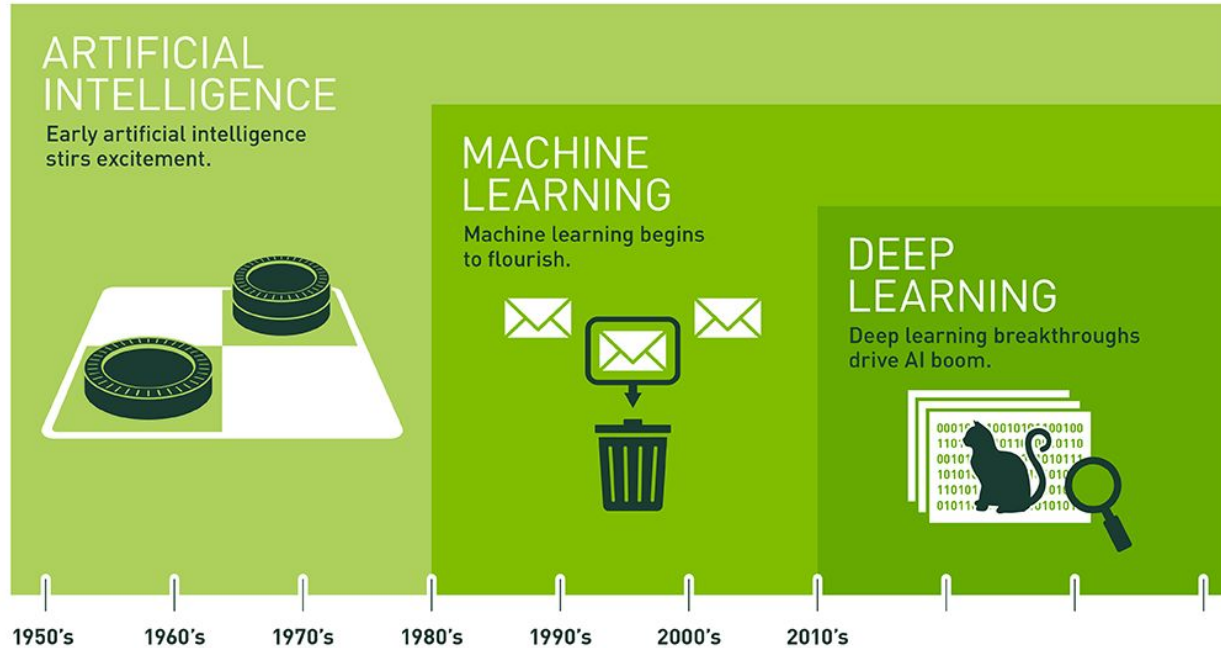 ARTIFICIAL
INTELLIGENCE
Early artificial intelligence
stirs excitement.
MACHINE
LEARNING
Machine learning begins
to flourish.
DEEP
LEARNING
Deep learning breakthroughs
drive AI boom.
1950's 1960's 1970's 1980's 1990's 2000's 2010's